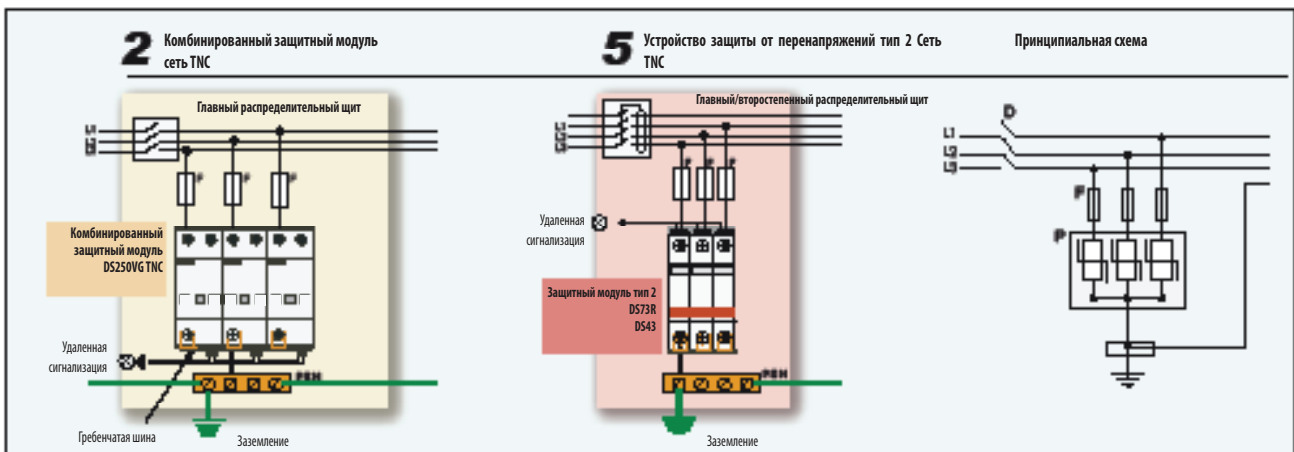 2 Комбинированный защитный модуль
сеть TNC
5 Устройство защиты от перенапряжений тип 2 Сеть
TNC
Принципиальная схема
Главный распределительный щит
L1
L2
L3
F
F
F
Комбинированный
защитный модуль
DS250VG TNC
Удаленная
сигнализация
PEN
Гребенчатая шина
Заземление
Главный/второстепенный распределительный щит
L1
L2
L3
F
F
F
Удаленная
сигнализация
Защитный модуль тип 2
DS73R
DS43
PEN
Заземление
D
L1
L2
L3
F
P